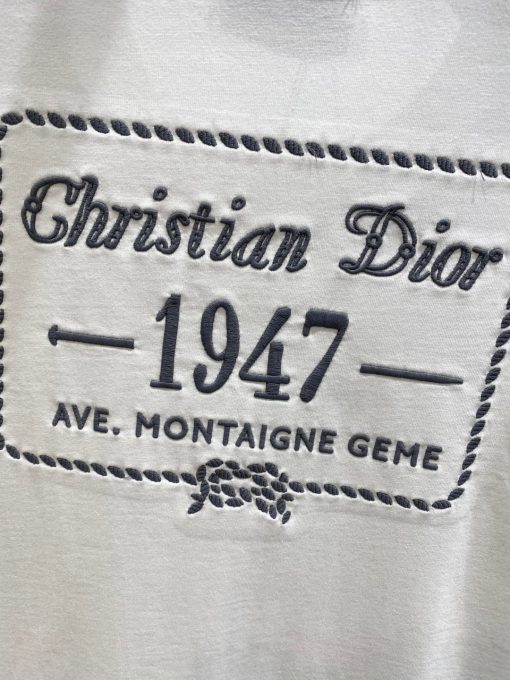 Christian Dior
— 1947 —
AVE. MONTAIGNE GEME